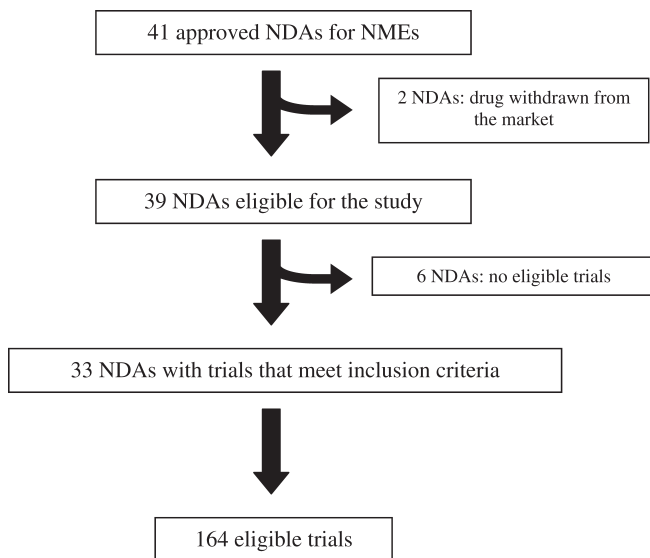 41 approved NDAs for NMEs
2 NDAs: drug withdrawn from
the market
39 NDAs eligible for the study
6 NDAs: no eligible trials
33 NDAs with trials that meet inclusion criteria
164 eligible trials